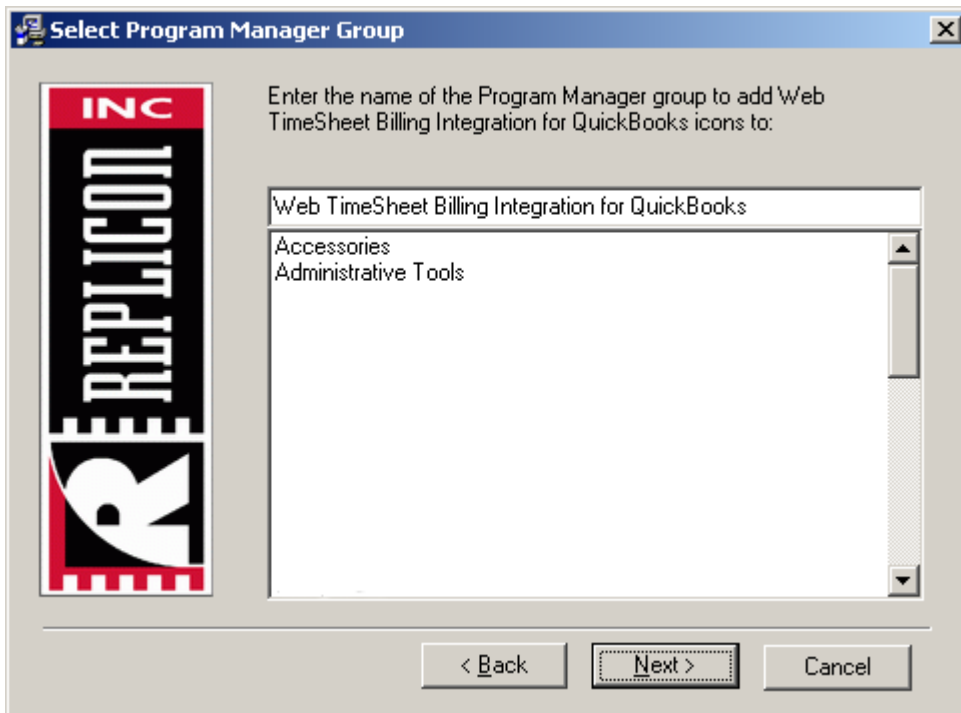 Select Program Manager Group
INC
REPLICON
R
Enter the name of the Program Manager group to add Web
TimeSheet Billing Integration for QuickBooks icons to:
Web TimeSheet Billing Integration for QuickBooks
Accessories
Administrative Tools
< Back
Next >
Cancel